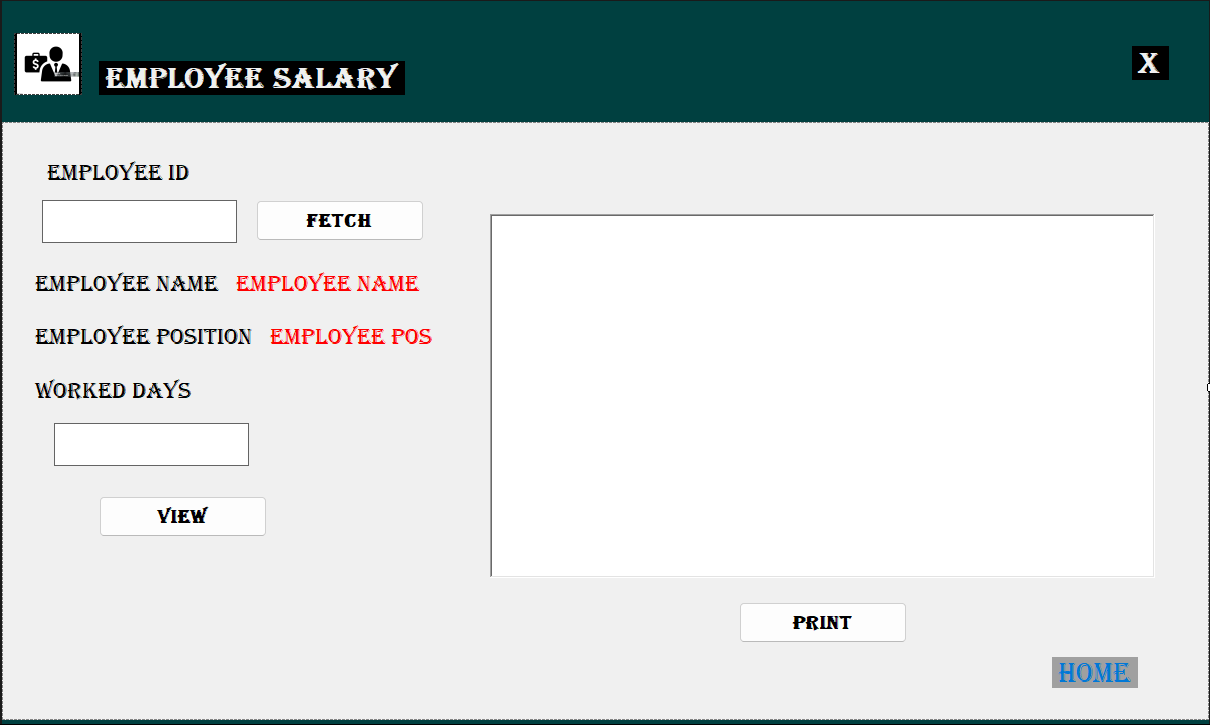 EMPLOYEE SALARY
X
EMPLOYEE ID
FETCH
EMPLOYEE NAME EMPLOYEE NAME
EMPLOYEE POSITION EMPLOYEE POS
WORKED DAYS
VIEW
PRINT
HOME